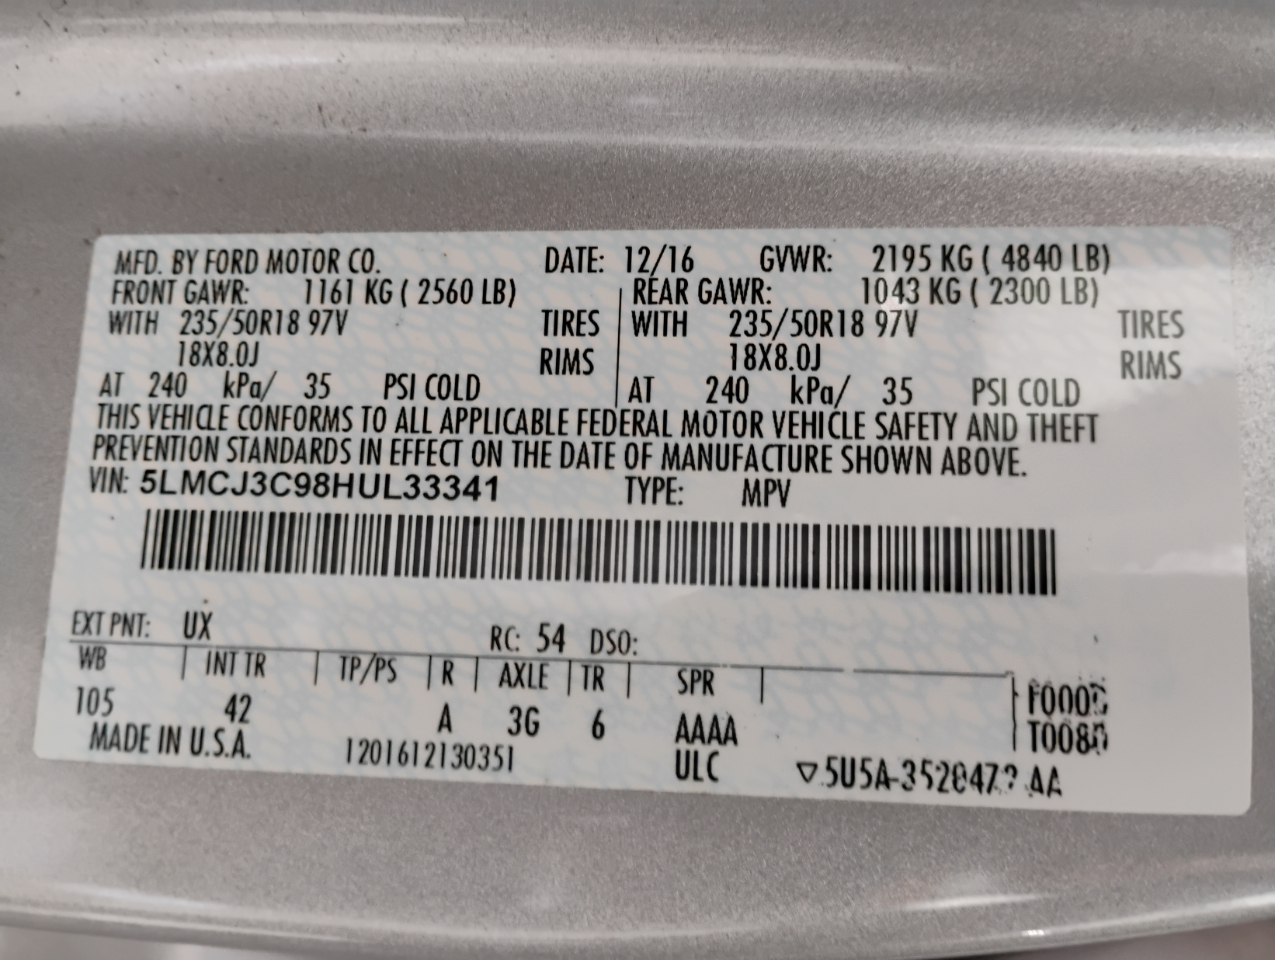 MFD. BY FORD MOTOR CO. DATE: 12/16 GVWR: 2195 KG ( 4840 LB)
FRONT GAWR: 1161 KG ( 2560 LB) REAR GAWR: 1043 KG ( 2300 LB)
WITH 235/50R18 97V TIRES WITH 235/50R18 97V TIRES
18X8.0J RIMS 18X8.0J RIMS
AT 240 kPa/ 35 PSI COLD AT 240 kPa/ 35 PSI COLD
THIS VEHICLE CONFORMS TO ALL APPLICABLE FEDERAL MOTOR VEHICLE SAFETY AND THEFT
PREVENTION STANDARDS IN EFFECT ON THE DATE OF MANUFACTURE SHOWN ABOVE.
VIN: 5LMCJ3C98HUL33341 TYPE: MPV
EXT PNT: UX RC: 54 DSO:
WB INT TR TP/PS R AXLE TR SPR
105 42 A 3G 6 AAAA
MADE IN U.S.A. 1201612130351 ULC